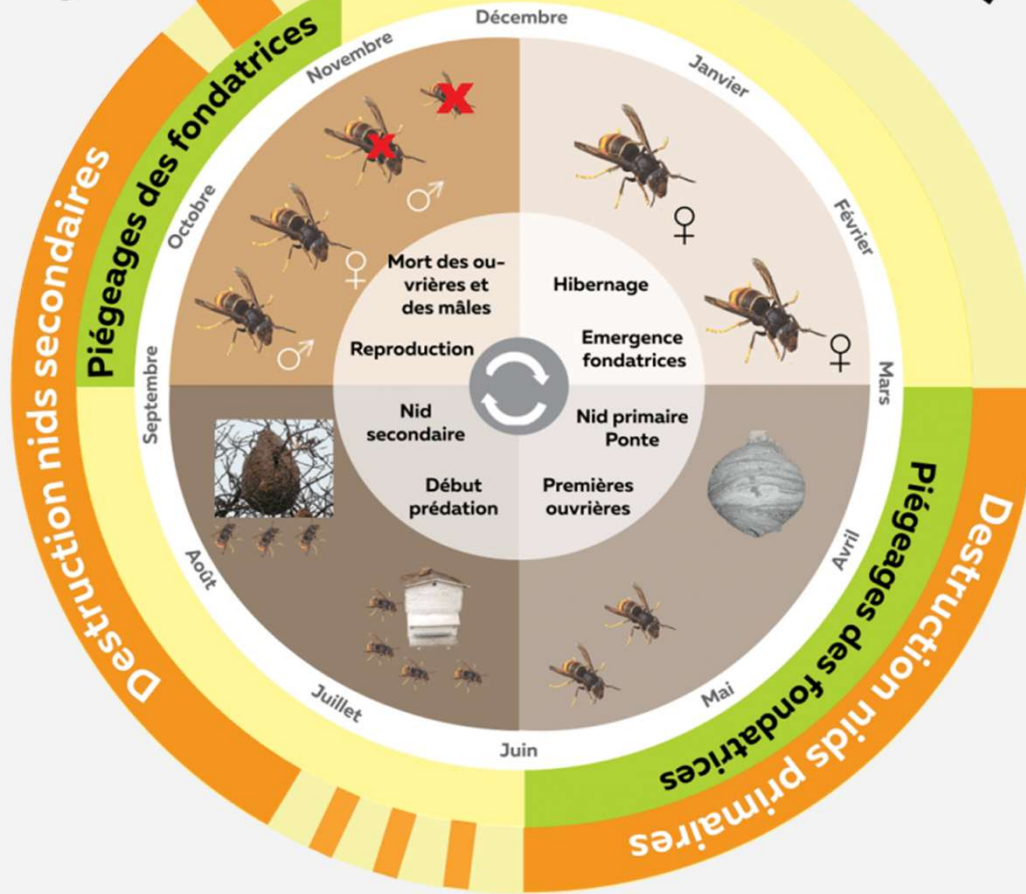 Décembre
Janvier
Février
Mars
Avril
Mai
Juin
Juillet
Août
Septembre
Octobre
Novembre
Piégeages des fondatrices
Destruction nids secondaires
Piégeages des fondatrices
Destruction nids primaires
♂
♀
♂
♀
♀
Mort des ou-
vrières et
des mâles
Reproduction
Hibernage
Emergence
fondatrices
Nid
secondaire
Début
prédation
Nid primaire
Ponte
Premières
ouvrières